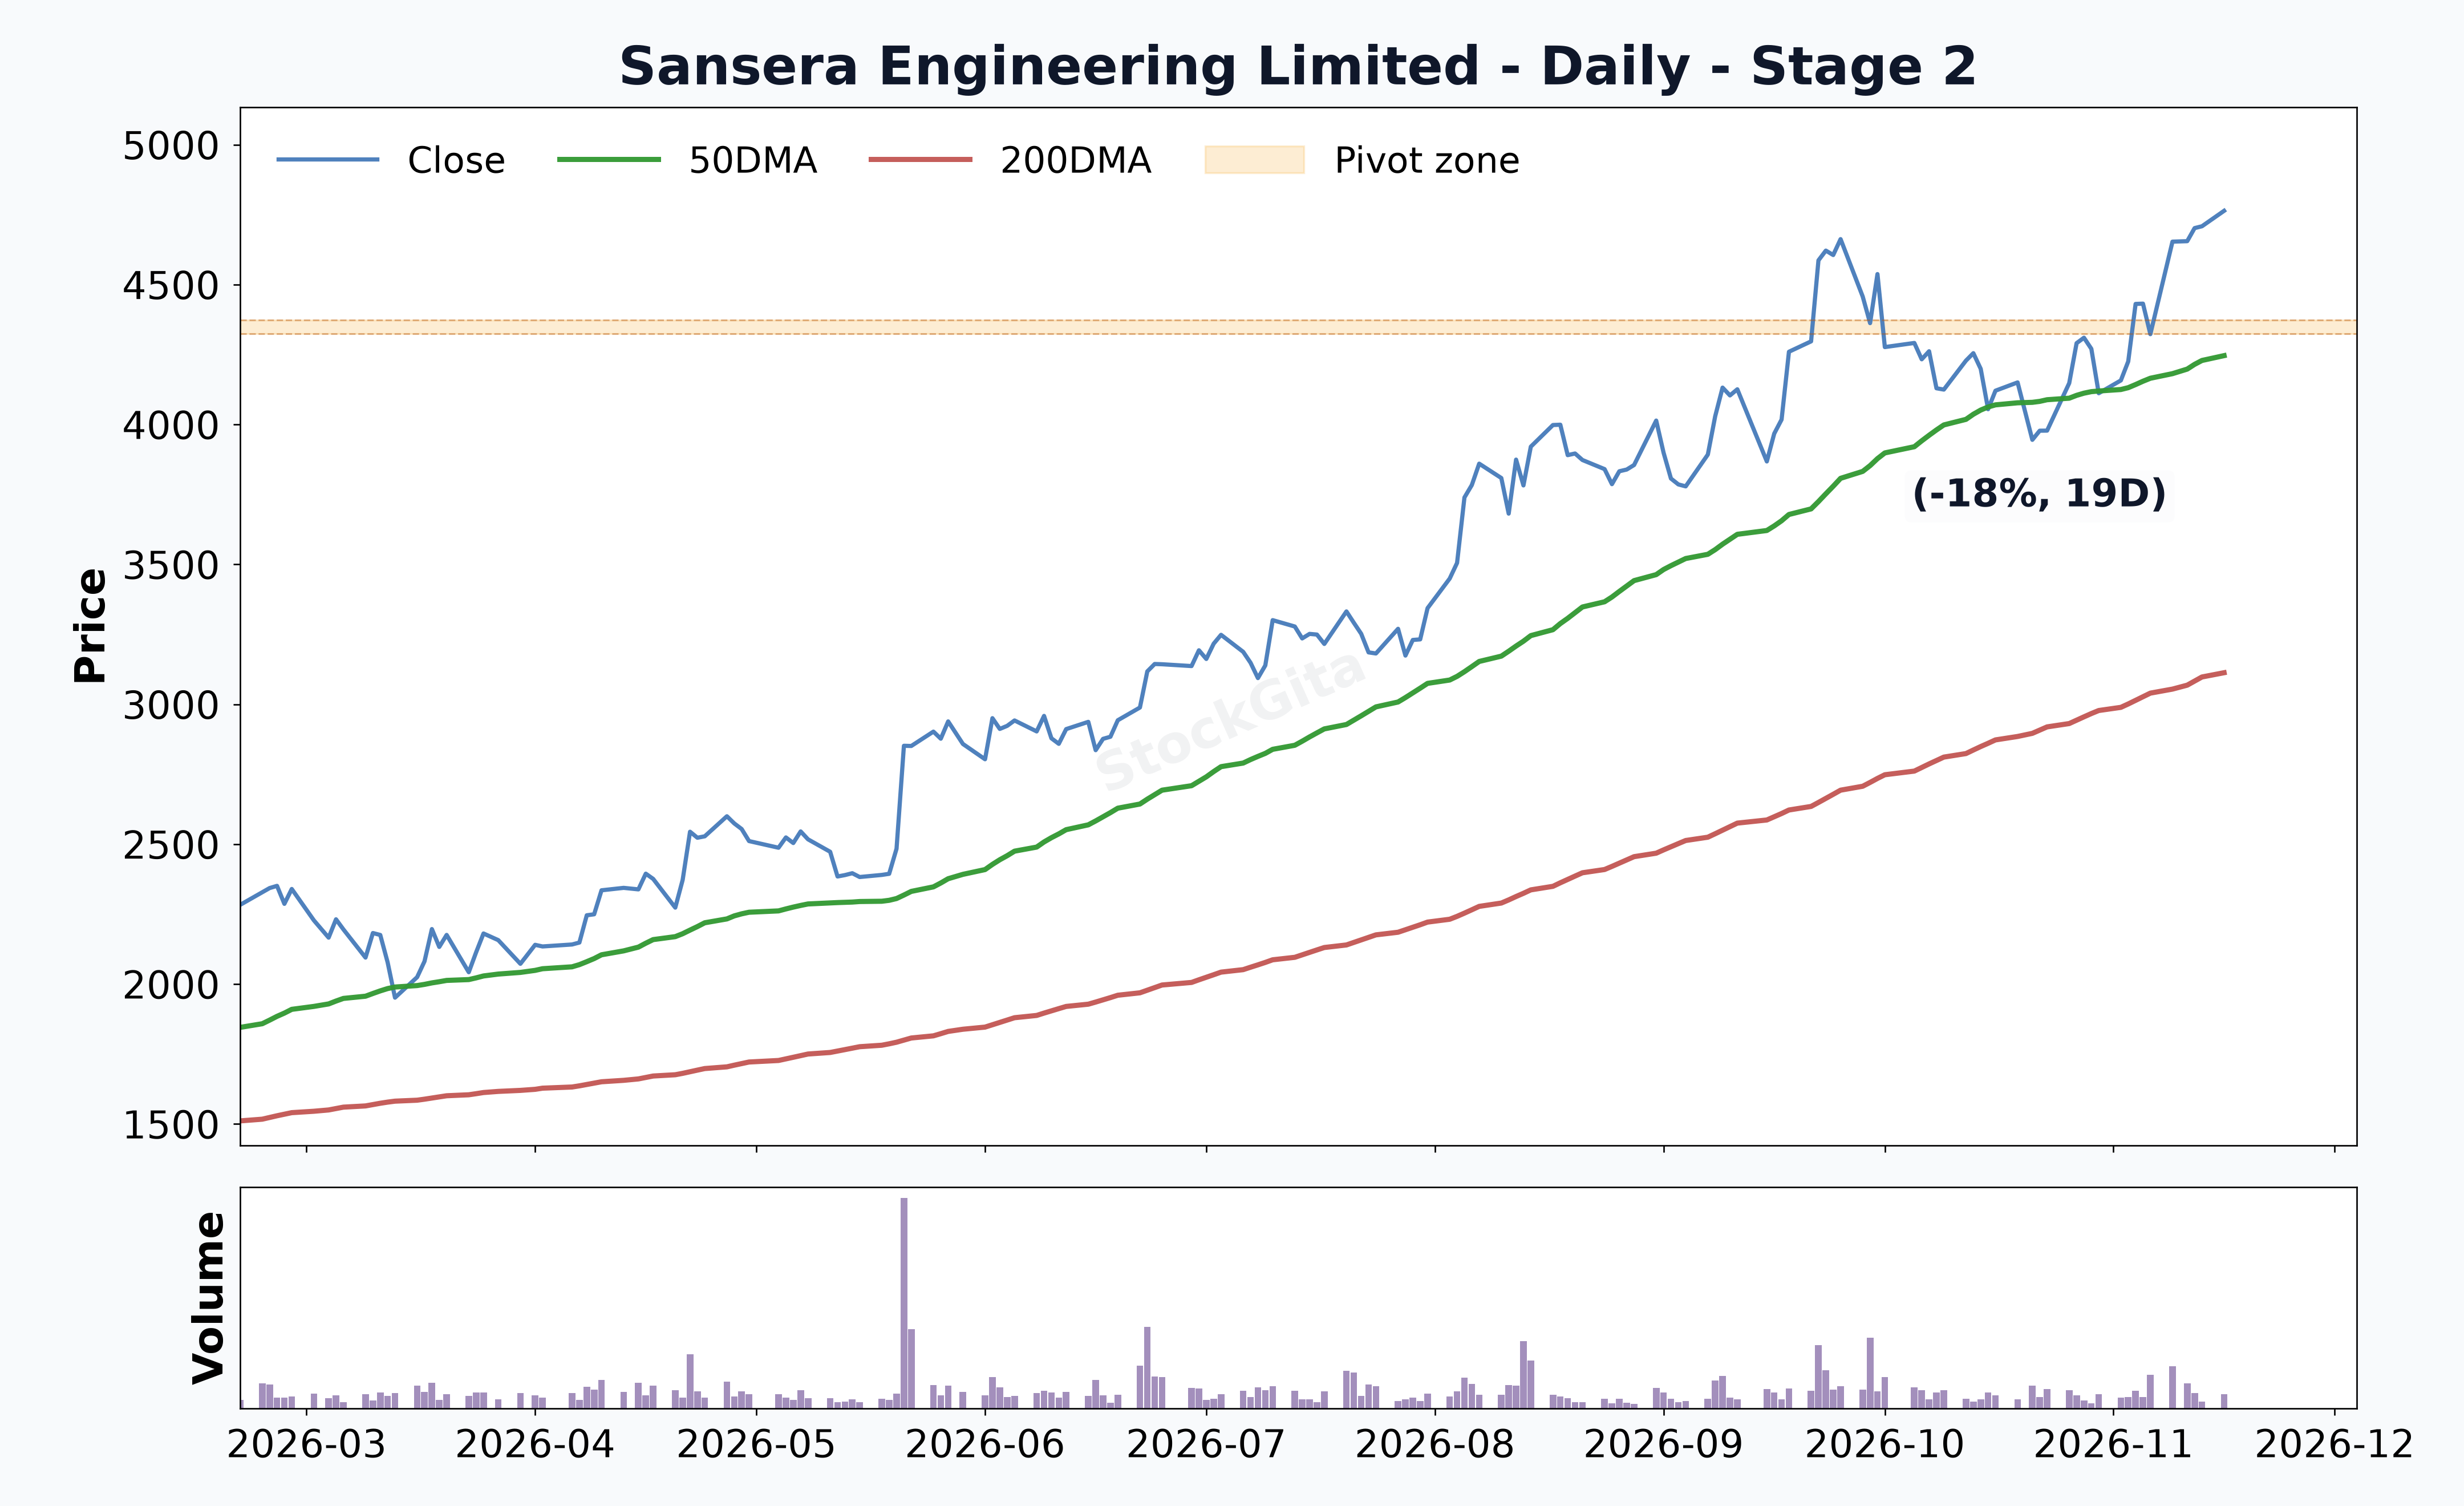 Sansera Engineering Limited - Daily - Stage 2
Close 50DMA 200DMA Pivot zone
5000
4500
4000
3500
3000
2500
2000
1500
Price
(-18%, 19D)
StockGita
Volume
2026-03 2026-04 2026-05 2026-06 2026-07 2026-08 2026-09 2026-10 2026-11 2026-12